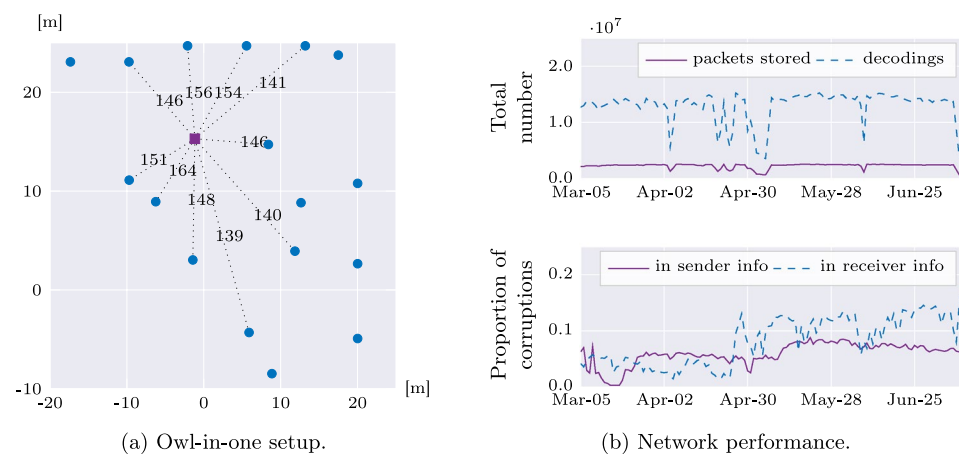 [m]
20
10
0
-10
-20
-10
0
10
20
[m]
156
154
141
146
146
151
164
148
140
139
(a) Owl-in-one setup.
·10⁷
Total
number
packets stored
decodings
2.0
1.0
0.0
Mar-05
Apr-02
Apr-30
May-28
Jun-25
Proportion of
corruptions
in sender info
in receiver info
0.2
0.1
0.0
Mar-05
Apr-02
Apr-30
May-28
Jun-25
(b) Network performance.